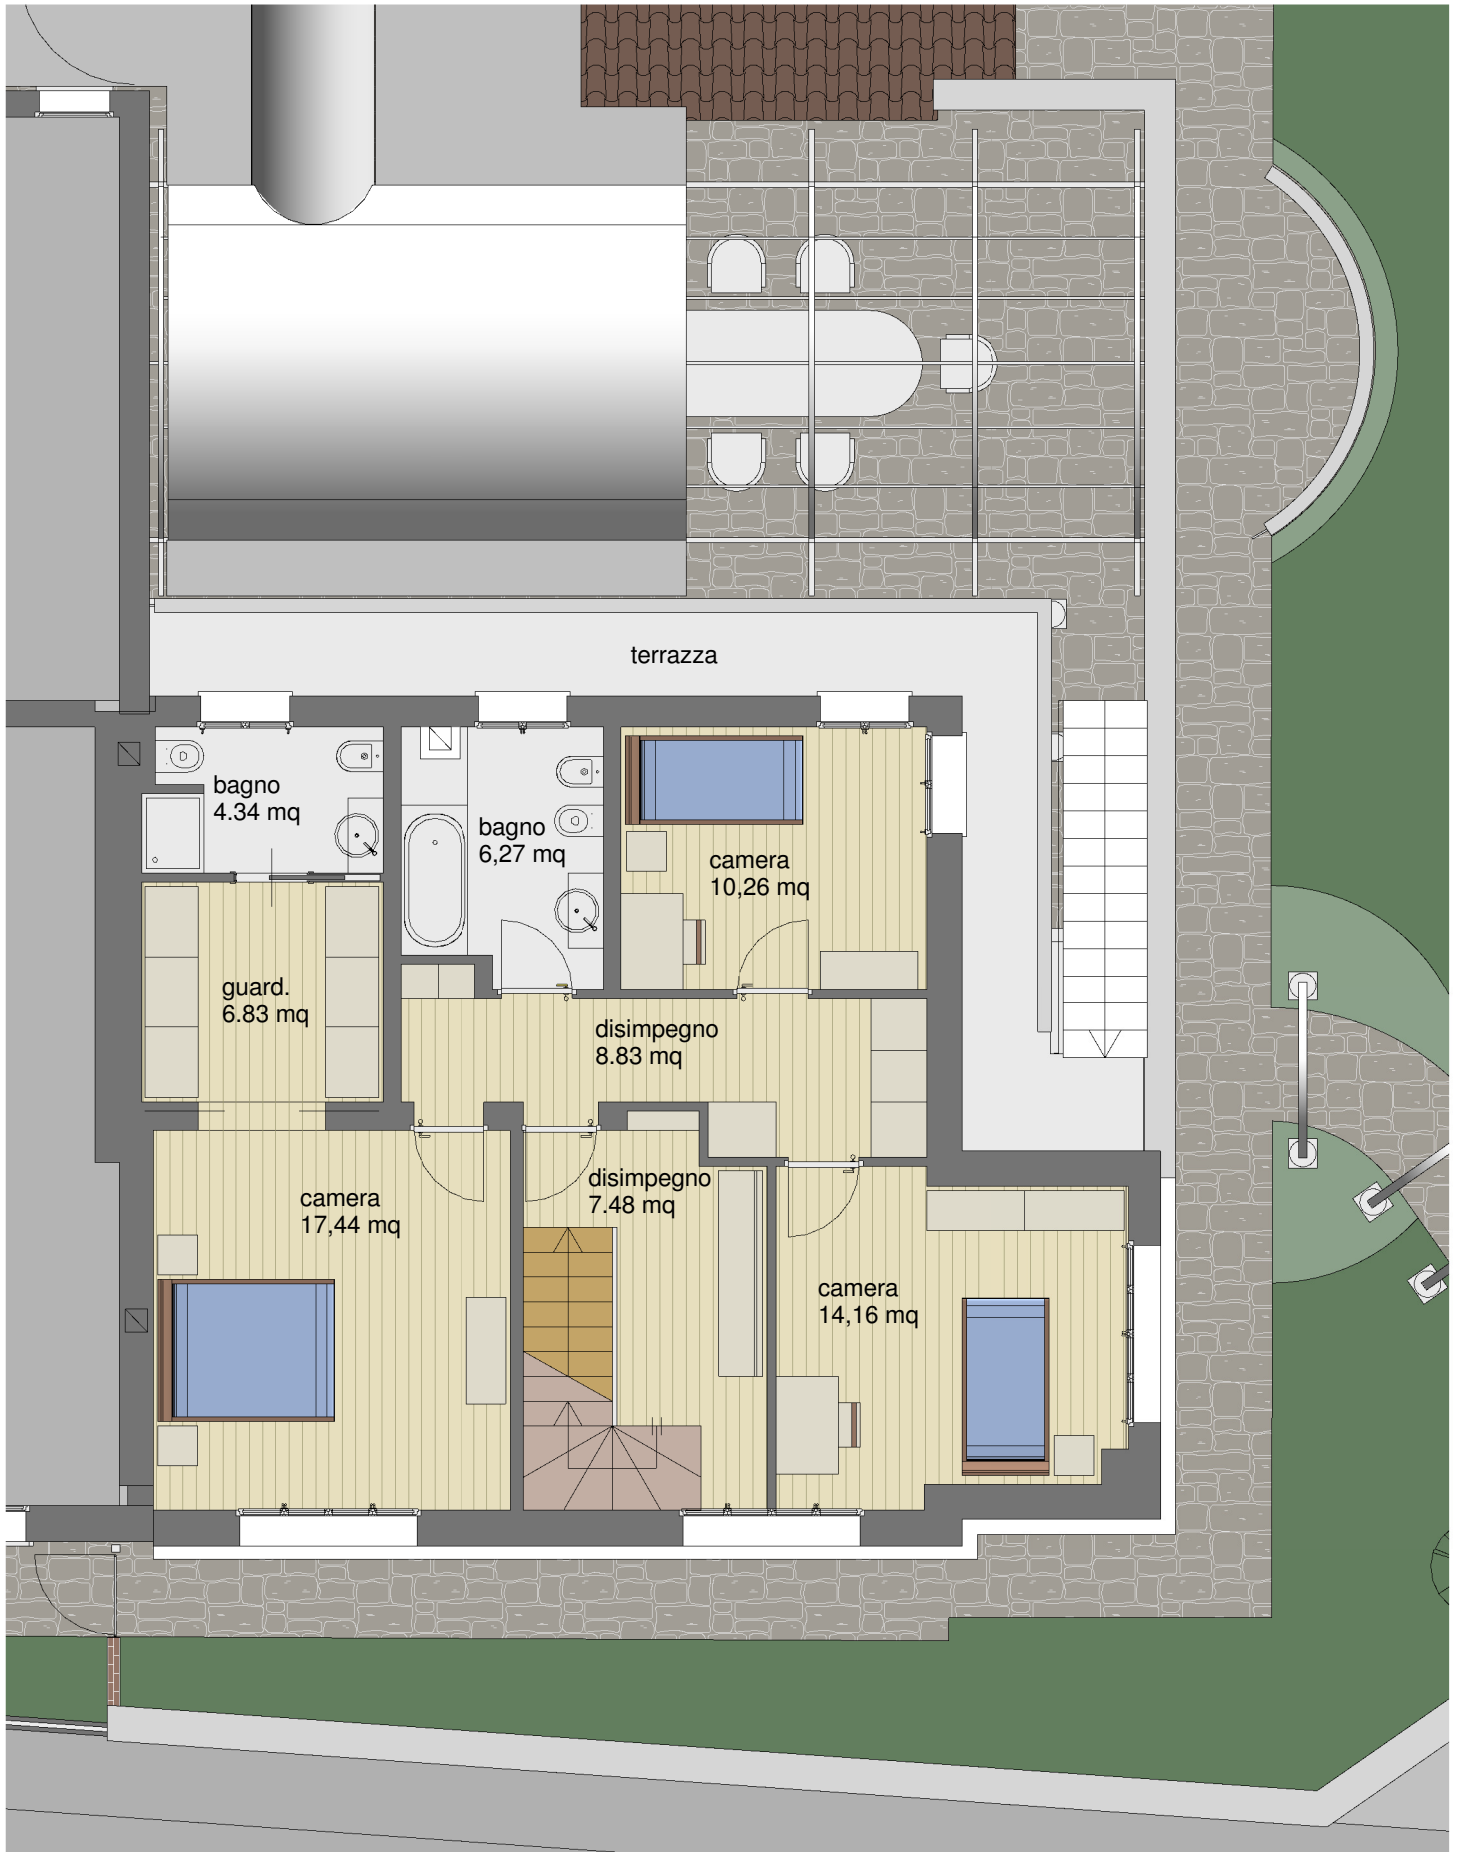 terrazza
bagno
4.34 mq
bagno
6,27 mq
camera
10,26 mq
guard.
6.83 mq
disimpegno
8.83 mq
disimpegno
7.48 mq
camera
17,44 mq
camera
14,16 mq